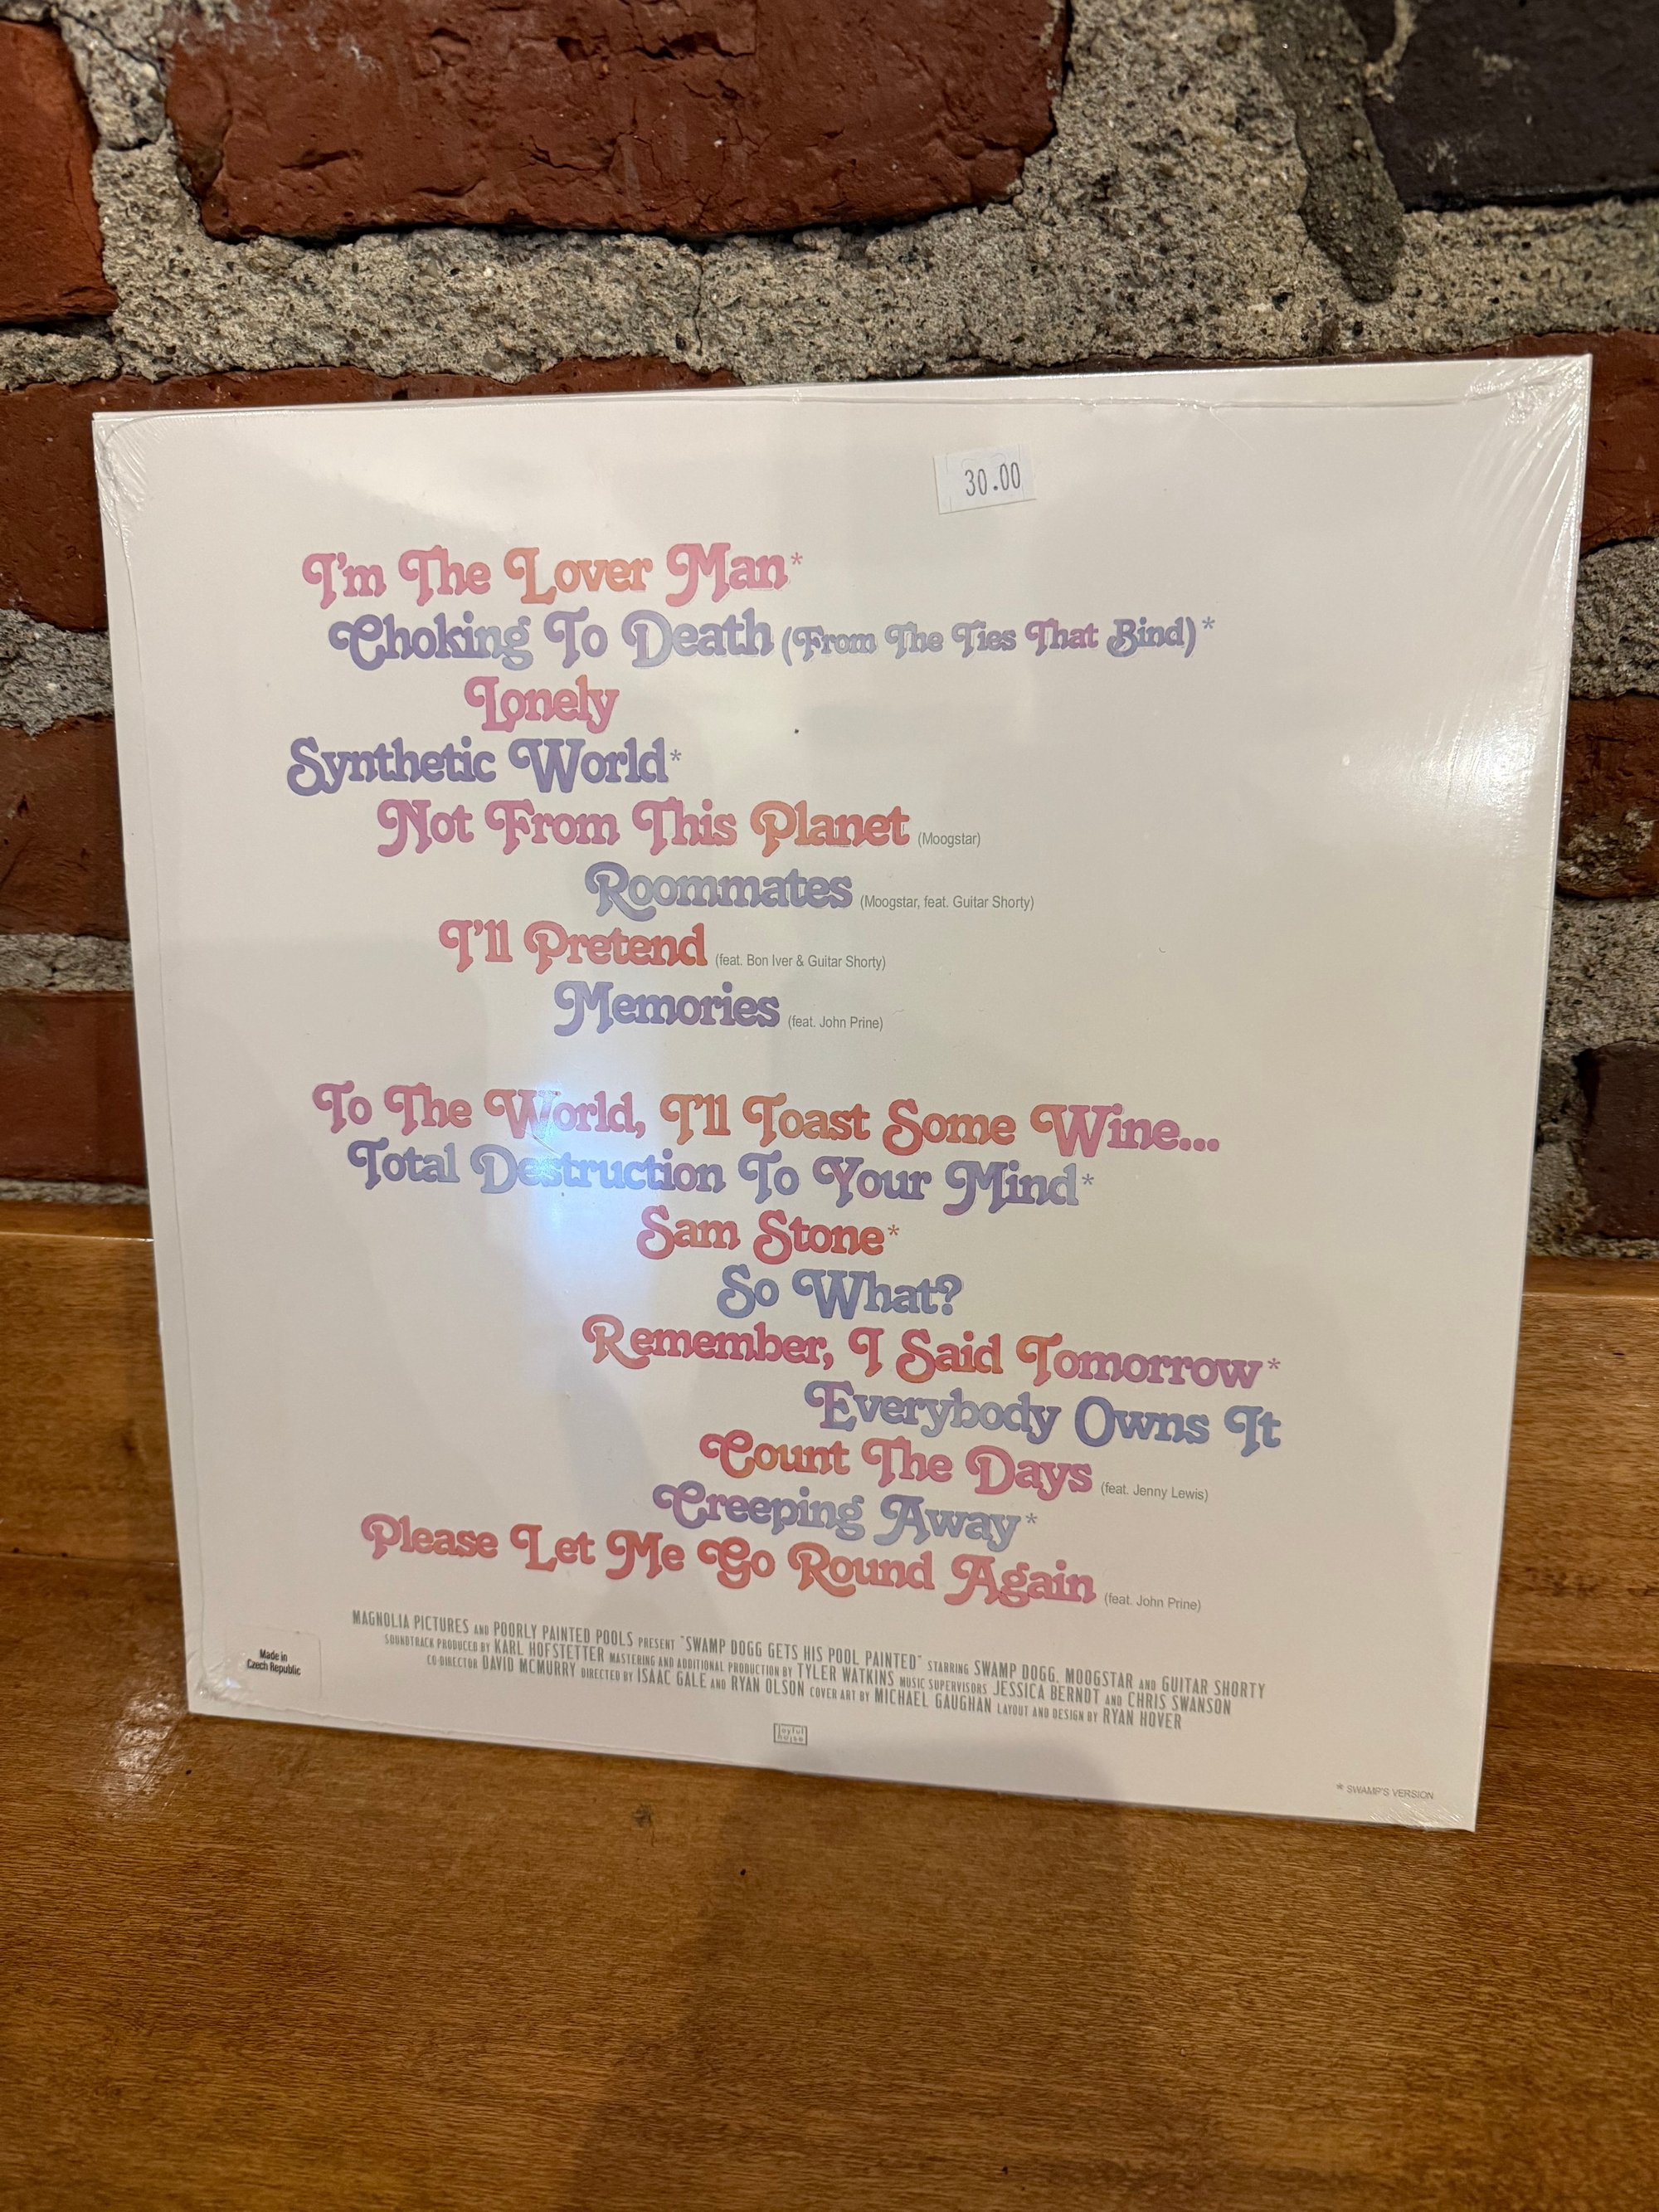 30.00
I'm The Lover Man*
Choking To Death (From The Ties That Bind)*
Lonely
Synthetic World*
Not From This Planet (Moogstar)
Roommates (Moogstar, feat. Guitar Shorty)
I'll Pretend (feat. Bon Iver & Guitar Shorty)
Memories (feat. John Prine)
To The World, I'll Toast Some Wine...
Total Destruction To Your Mind*
Sam Stone*
So What?
Remember, I Said Tomorrow*
Everybody Owns It
Count The Days (feat. Jenny Lewis)
Creeping Away*
Please Let Me Go Round Again (feat. John Prine)
MAGNOLIA PICTURES AND POORLY PAINTED POOLS PRESENT "SWAMP DOGG GETS HIS POOL PAINTED" STARRING SWAMP DOGG, MOOGSTAR AND GUITAR SHORTY
SOUNDTRACK PRODUCED BY KARL HOFSTETTER MASTERING AND ADDITIONAL PRODUCTION BY TYLER WATKINS MUSIC SUPERVISORS JESSICA BERNDT AND CHRIS SWANSON
CO-DIRECTOR DAVID MCMURRY DIRECTED BY ISAAC GALE AND RYAN OLSON COVER ART BY MICHAEL GAUGHAN LAYOUT AND DESIGN BY RYAN HOVER
Made in
Czech Republic
joyful
noise
* SWAMP'S VERSION